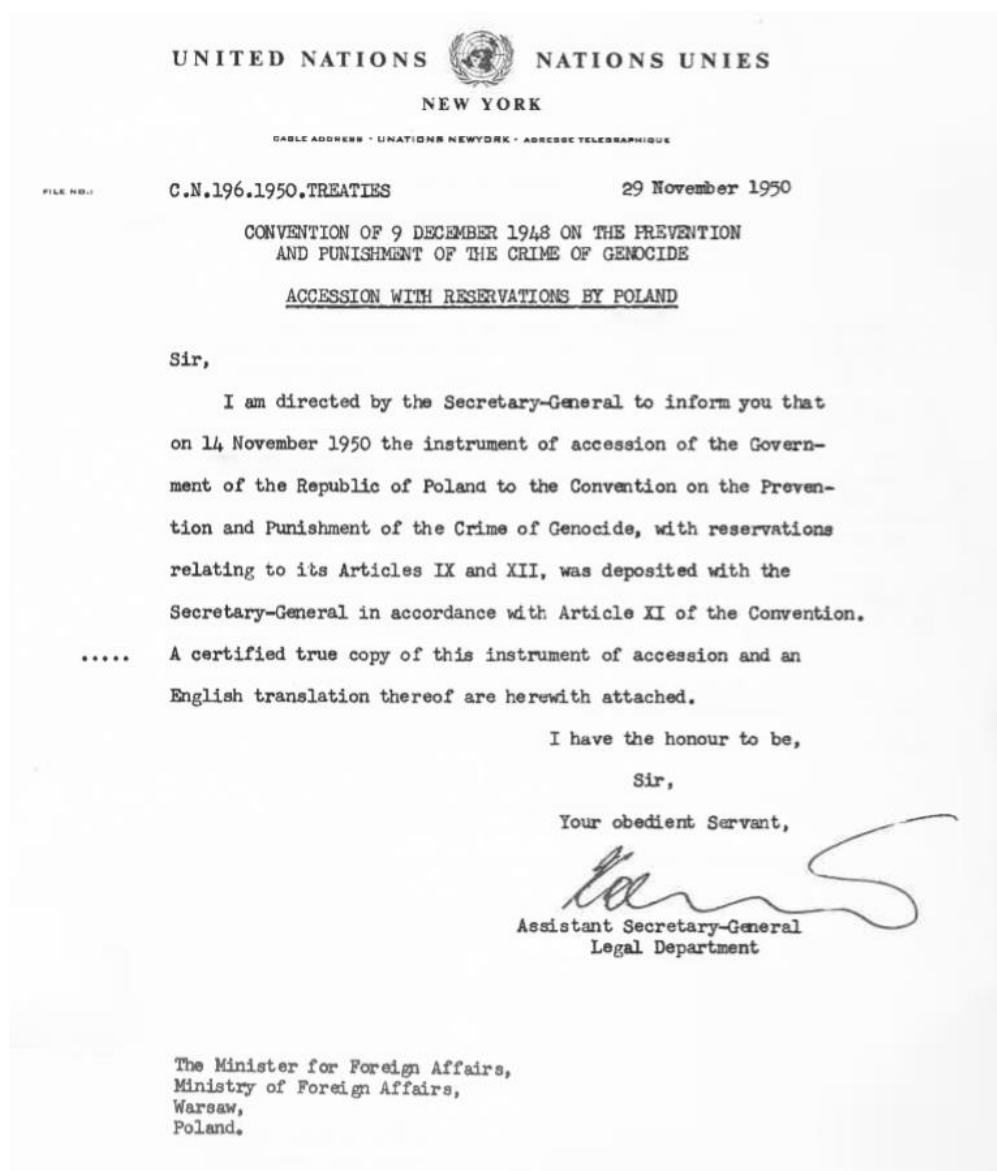 UNITED NATIONS NATIONS UNIES
NEW YORK
CABLE ADDRESS - UNATIONS NEWYORK - ADRESSE TELEGRAPHIQUE
FILE NO.:
C.N.196.1950.TREATIES 29 November 1950
CONVENTION OF 9 DECEMBER 1948 ON THE PREVENTION
AND PUNISHMENT OF THE CRIME OF GENOCIDE
ACCESSION WITH RESERVATIONS BY POLAND
Sir,
I am directed by the Secretary-General to inform you that
on 14 November 1950 the instrument of accession of the Govern-
ment of the Republic of Poland to the Convention on the Preven-
tion and Punishment of the Crime of Genocide, with reservations
relating to its Articles IX and XII, was deposited with the
Secretary-General in accordance with Article XI of the Convention.
..... A certified true copy of this instrument of accession and an
English translation thereof are herewith attached.
I have the honour to be,
Sir,
Your obedient Servant,
Assistant Secretary-General
Legal Department
The Minister for Foreign Affairs,
Ministry of Foreign Affairs,
Warsaw,
Poland.